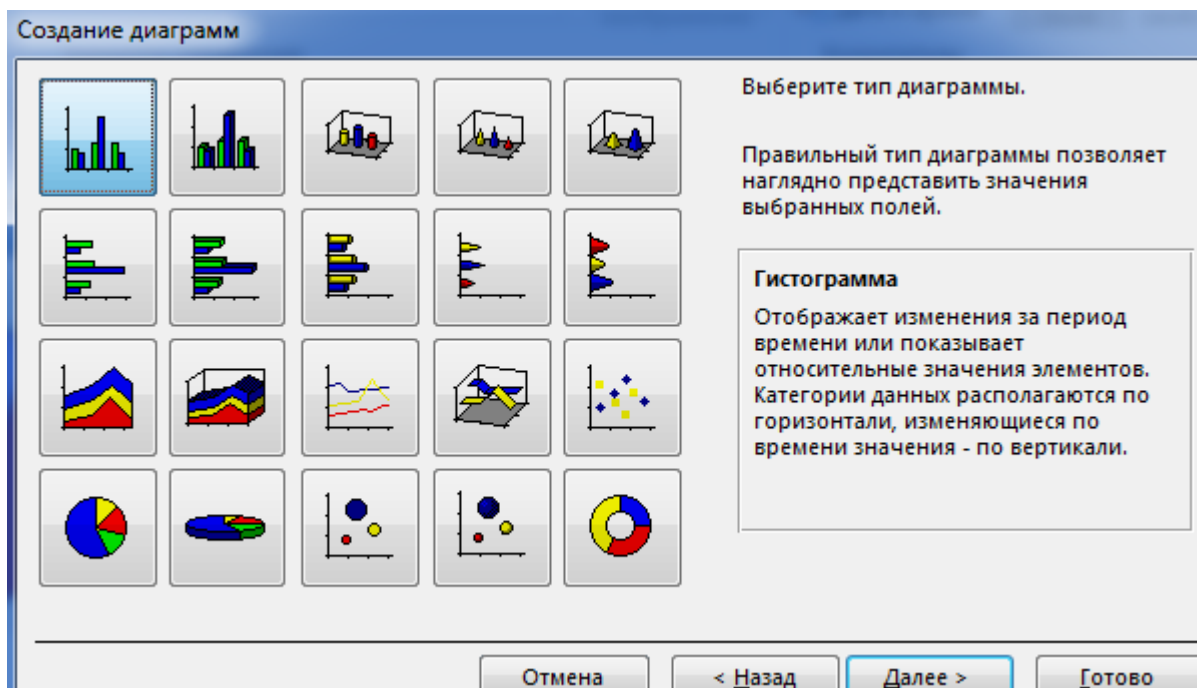 Создание диаграмм
Выберите тип диаграммы.
Правильный тип диаграммы позволяет
наглядно представить значения
выбранных полей.
Гистограмма
Отображает изменения за период
времени или показывает
относительные значения элементов.
Категории данных располагаются по
горизонтали, изменяющиеся по
времени значения - по вертикали.
Отмена
< Назад
Далее >
Готово